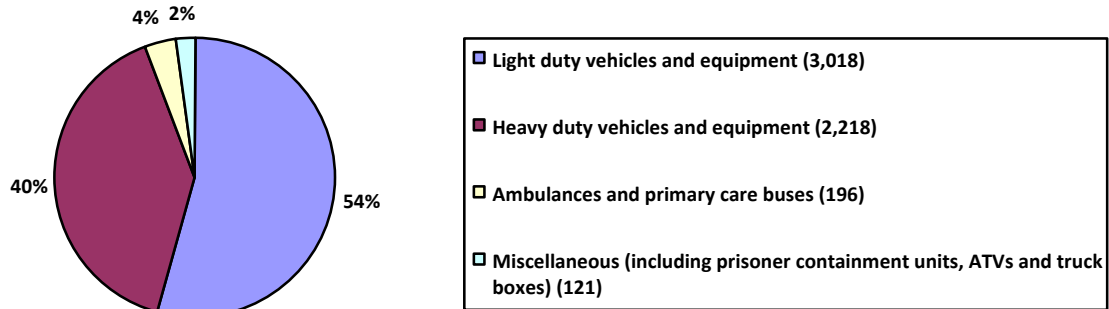 4% 2%
Light duty vehicles and equipment (3,018)
Heavy duty vehicles and equipment (2,218)
40%
54%
Ambulances and primary care buses (196)
Miscellaneous (including prisoner containment units, ATVs and truck
boxes) (121)